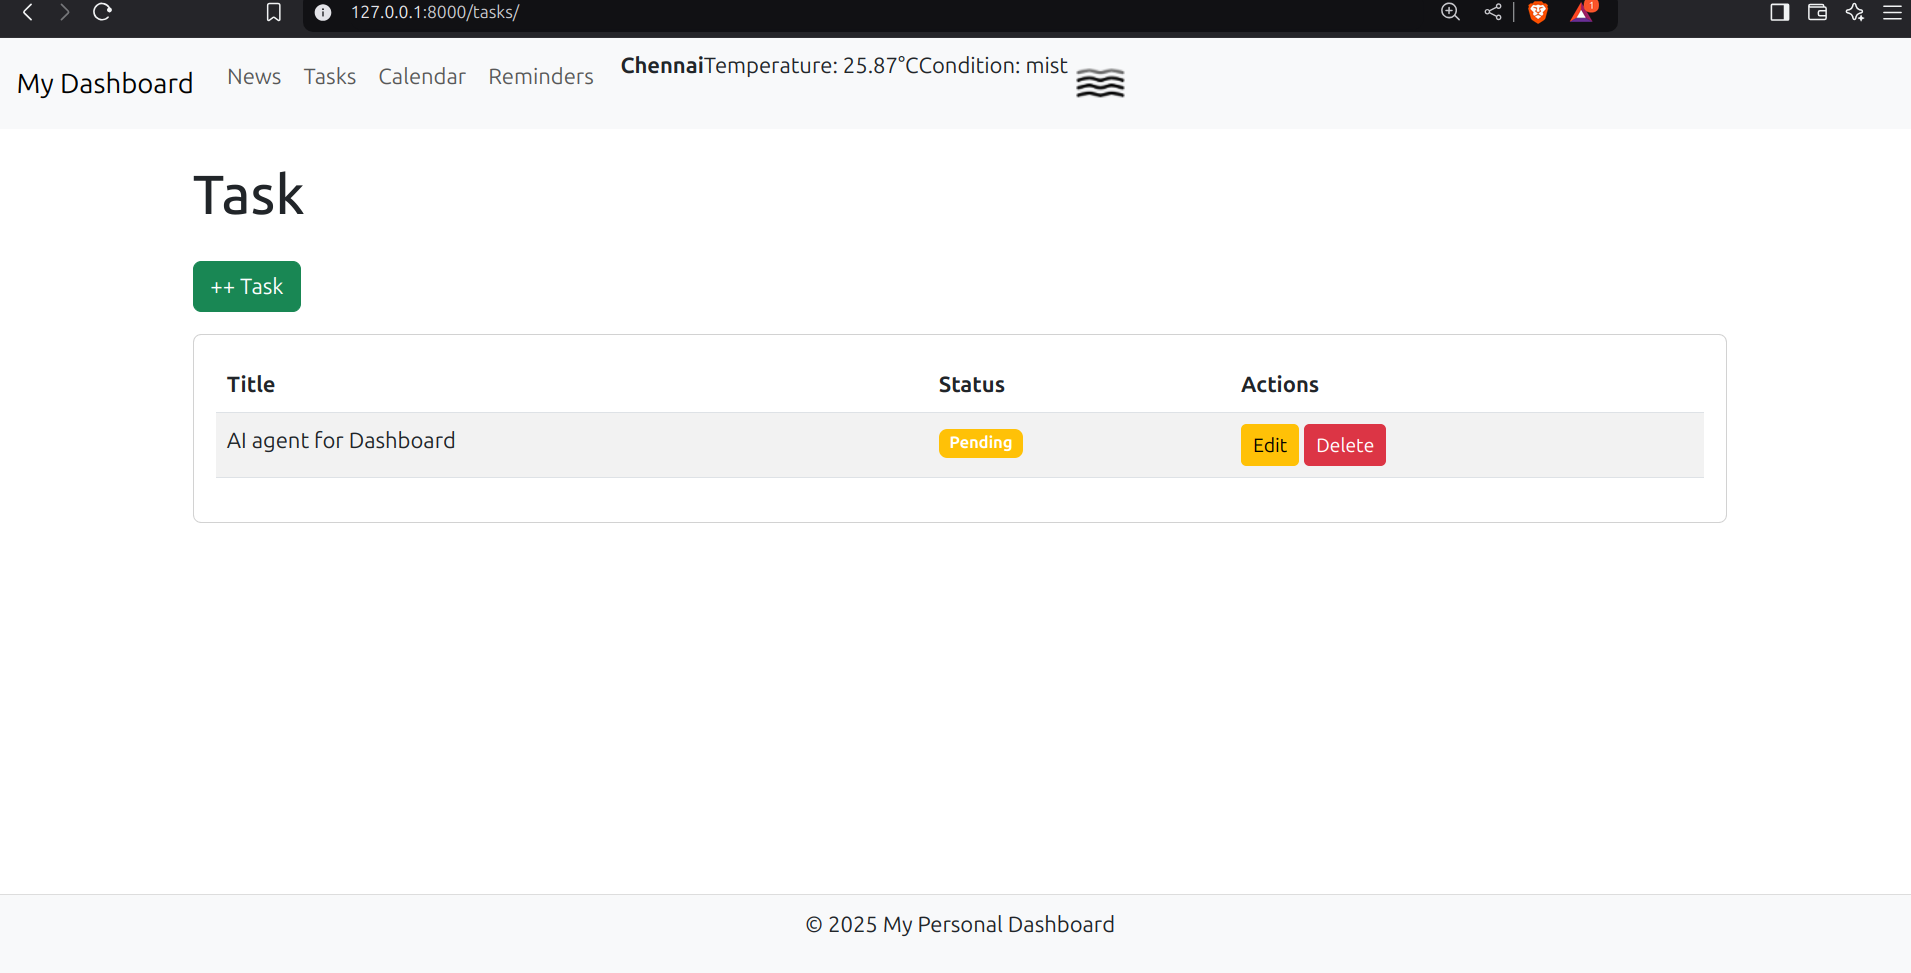 127.0.0.1:8000/tasks/
1
My Dashboard News Tasks Calendar Reminders ChennaiTemperature: 25.87°CCondition: mist
Task
++ Task
Title Status Actions
AI agent for Dashboard Pending Edit Delete
© 2025 My Personal Dashboard